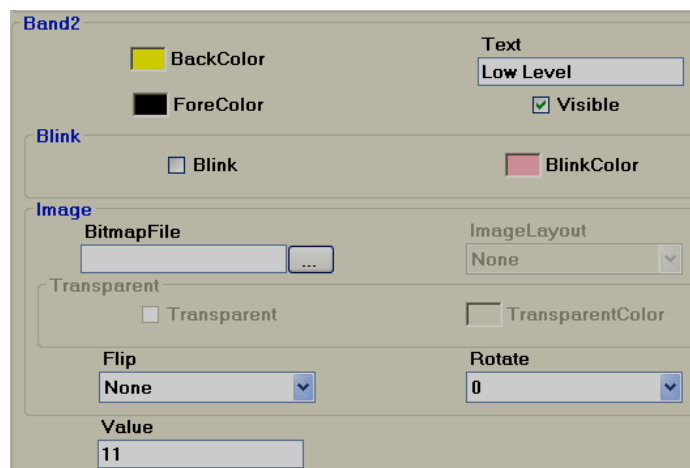 Band2
BackColor
Text
Low Level
ForeColor
Visible
Blink
Blink
BlinkColor
Image
BitmapFile
ImageLayout
...
None
Transparent
Transparent
TransparentColor
Flip
Rotate
None
0
Value
11